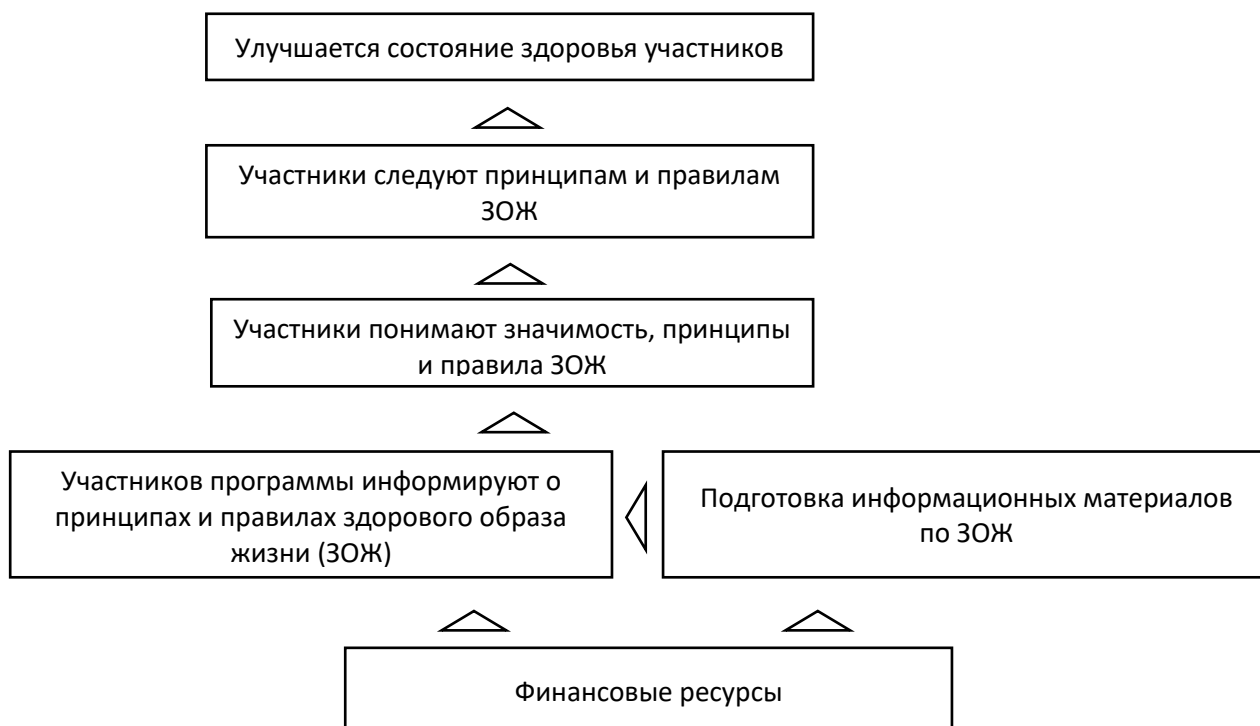 Улучшается состояние здоровья участников
Участники следуют принципам и правилам
ЗОЖ
Участники понимают значимость, принципы
и правила ЗОЖ
Участников программы информируют о
принципах и правилах здорового образа
жизни (ЗОЖ)
Подготовка информационных материалов
по ЗОЖ
Финансовые ресурсы